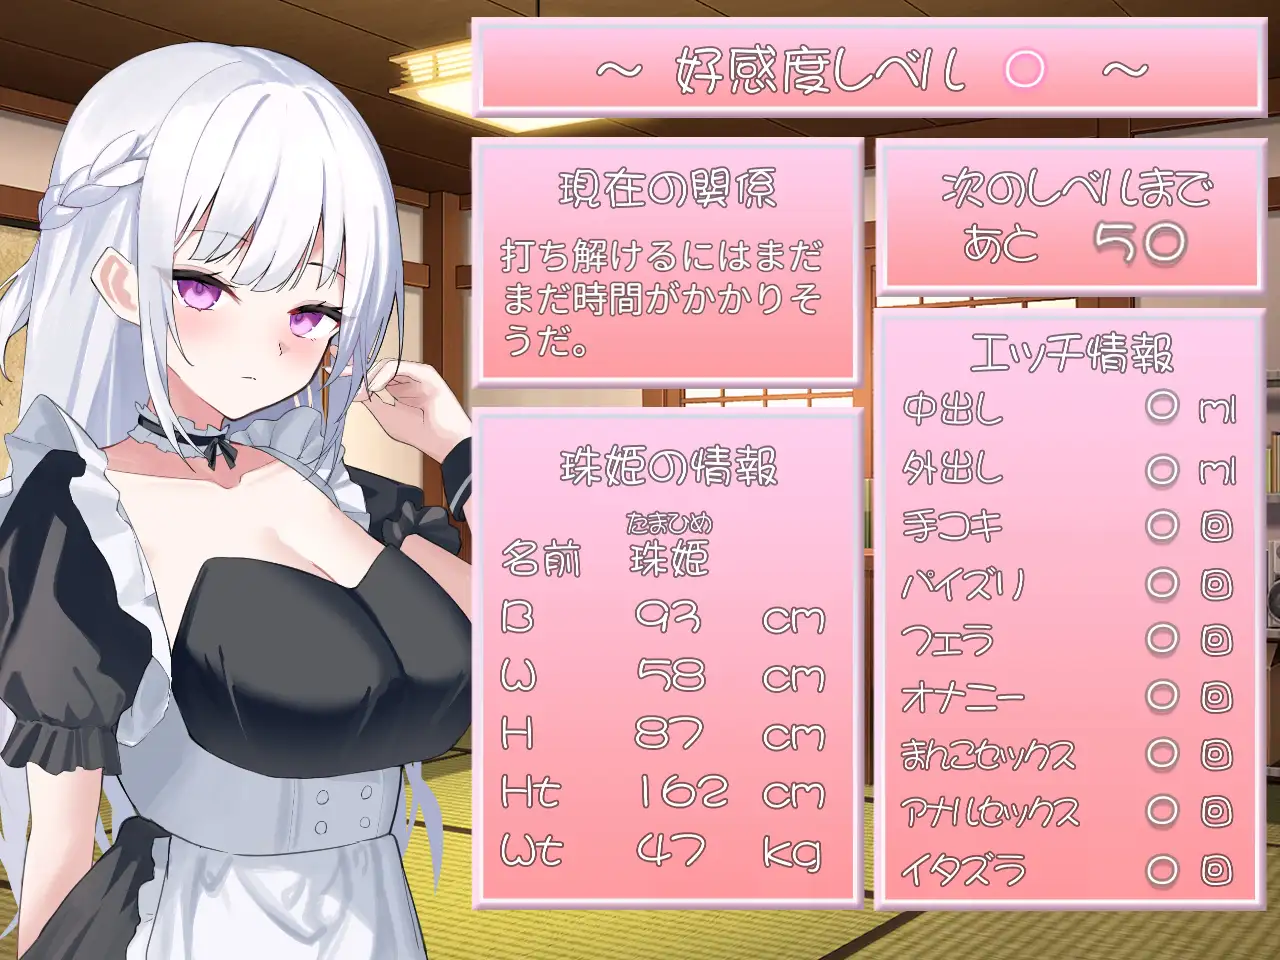 ～ 好感度レベル 0 ～
現在の関係
打ち解けるにはまだ
まだ時間がかかりそ
うだ。
次のレベルまで
あと 50
珠姫の情報
たまひめ
名前 珠姫
B 93 cm
W 58 cm
H 87 cm
Ht 162 cm
Wt 47 kg
エッチ情報
中出し 0 ml
外出し 0 ml
手コキ 0 回
パイズリ 0 回
フェラ 0 回
オナニー 0 回
まんこセックス 0 回
アナルセックス 0 回
イタズラ 0 回